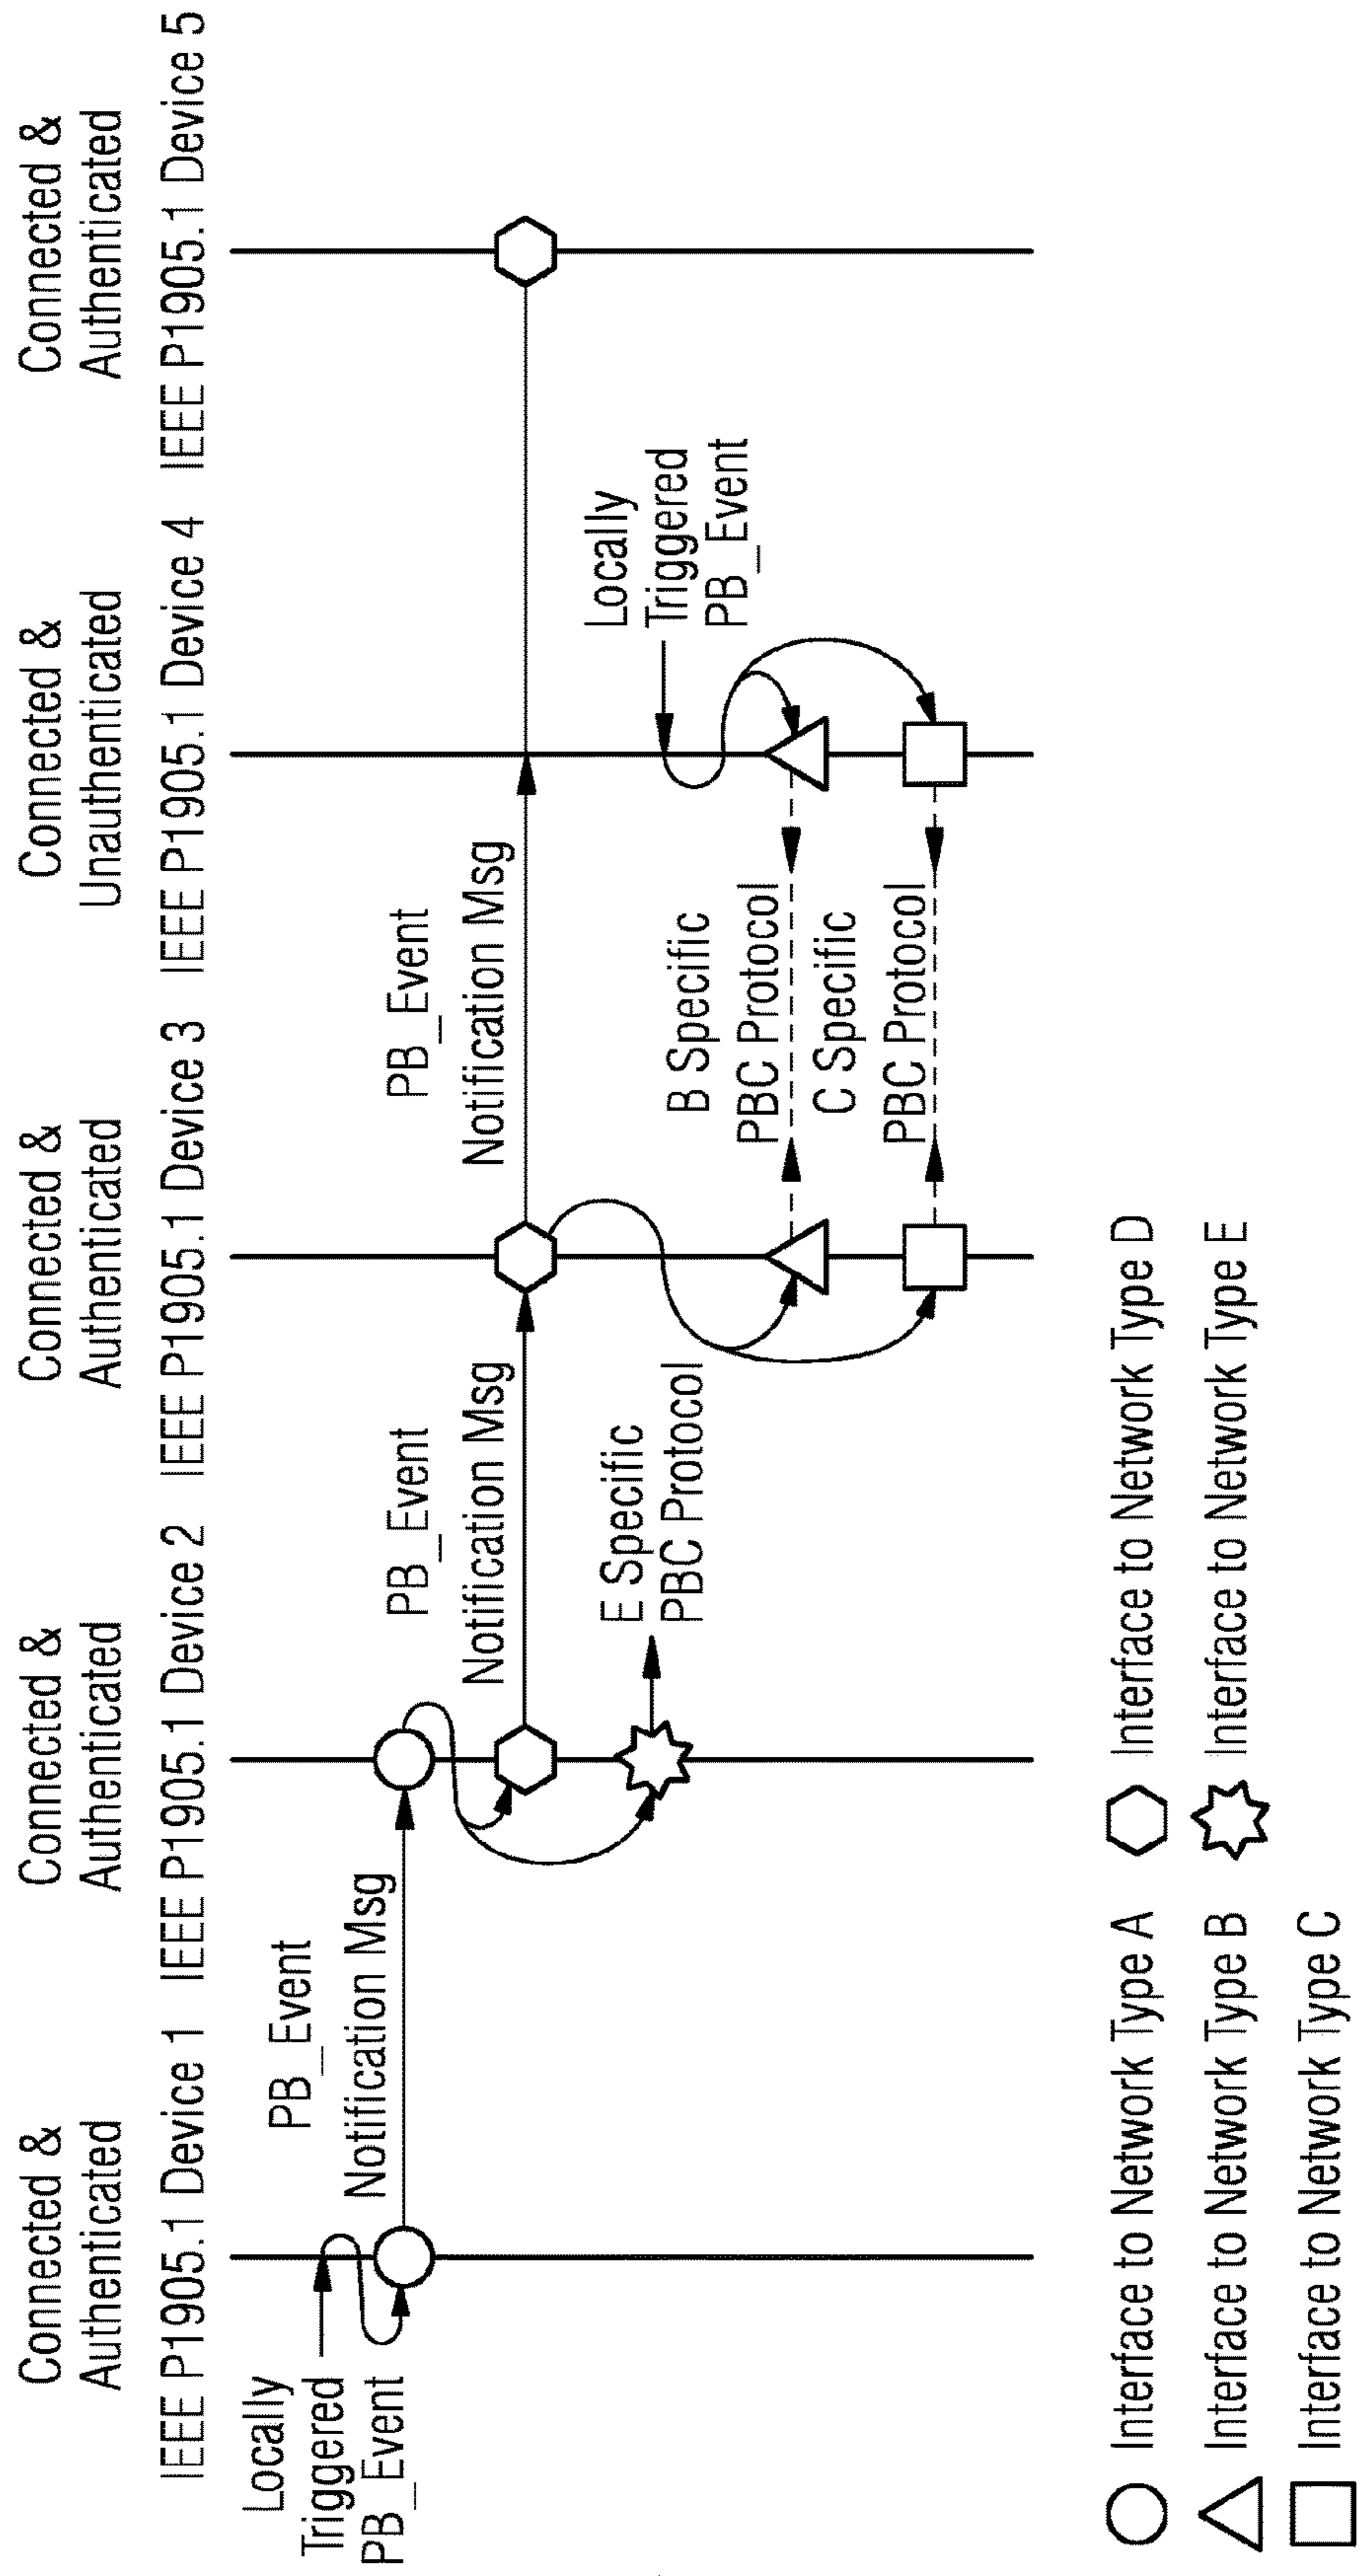 Connected &
Authenticated
IEEE P1905.1 Device 1
Connected &
Authenticated
IEEE P1905.1 Device 2
Connected &
Authenticated
IEEE P1905.1 Device 3
Connected &
Unauthenticated
IEEE P1905.1 Device 4
Connected &
Authenticated
IEEE P1905.1 Device 5
Locally
Triggered
PB_Event
PB_Event
Notification Msg
PB_Event
Notification Msg
PB_Event
Notification Msg
E Specific
PBC Protocol
Locally
Triggered
PB_Event
B Specific
PBC Protocol
C Specific
PBC Protocol
Interface to Network Type A
Interface to Network Type D
Interface to Network Type B
Interface to Network Type E
Interface to Network Type C